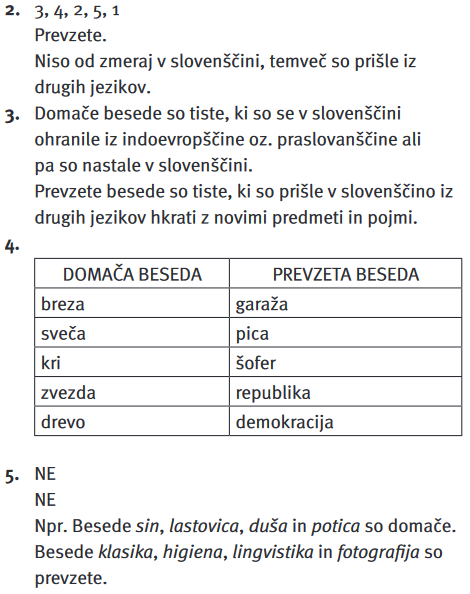 2. 3, 4, 2, 5, 1
Prevzete.
Niso od zmeraj v slovenščini, temveč so prišle iz
drugih jezikov.
3. Domače besede so tiste, ki so se v slovenščini
ohranile iz indoevropščine oz. praslovanščine ali
pa so nastale v slovenščini.
Prevzete besede so tiste, ki so prišle v slovenščino iz
drugih jezikov hkrati z novimi predmeti in pojmi.
4.
DOMAČA BESEDA PREVZETA BESEDA
breza garaža
sveča pica
kri šofer
zvezda republika
drevo demokracija
5. NE
NE
Npr. Besede sin, lastovica, duša in potica so domače.
Besede klasika, higiena, lingvistika in fotografija so
prevzete.